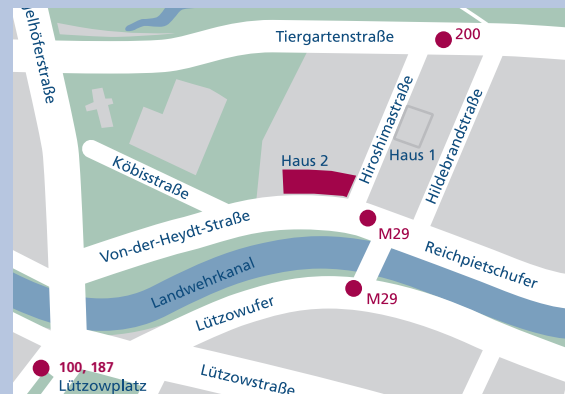 gelhöferstraße
Tiergartenstraße
200
Hiroshimastraße
Hildebrandstraße
Haus 1
Haus 2
Köbisstraße
Von-der-Heydt-Straße
M29
Reichpietschufer
Landwehrkanal
M29
Lützowufer
100, 187
Lützowplatz
Lützowstraße